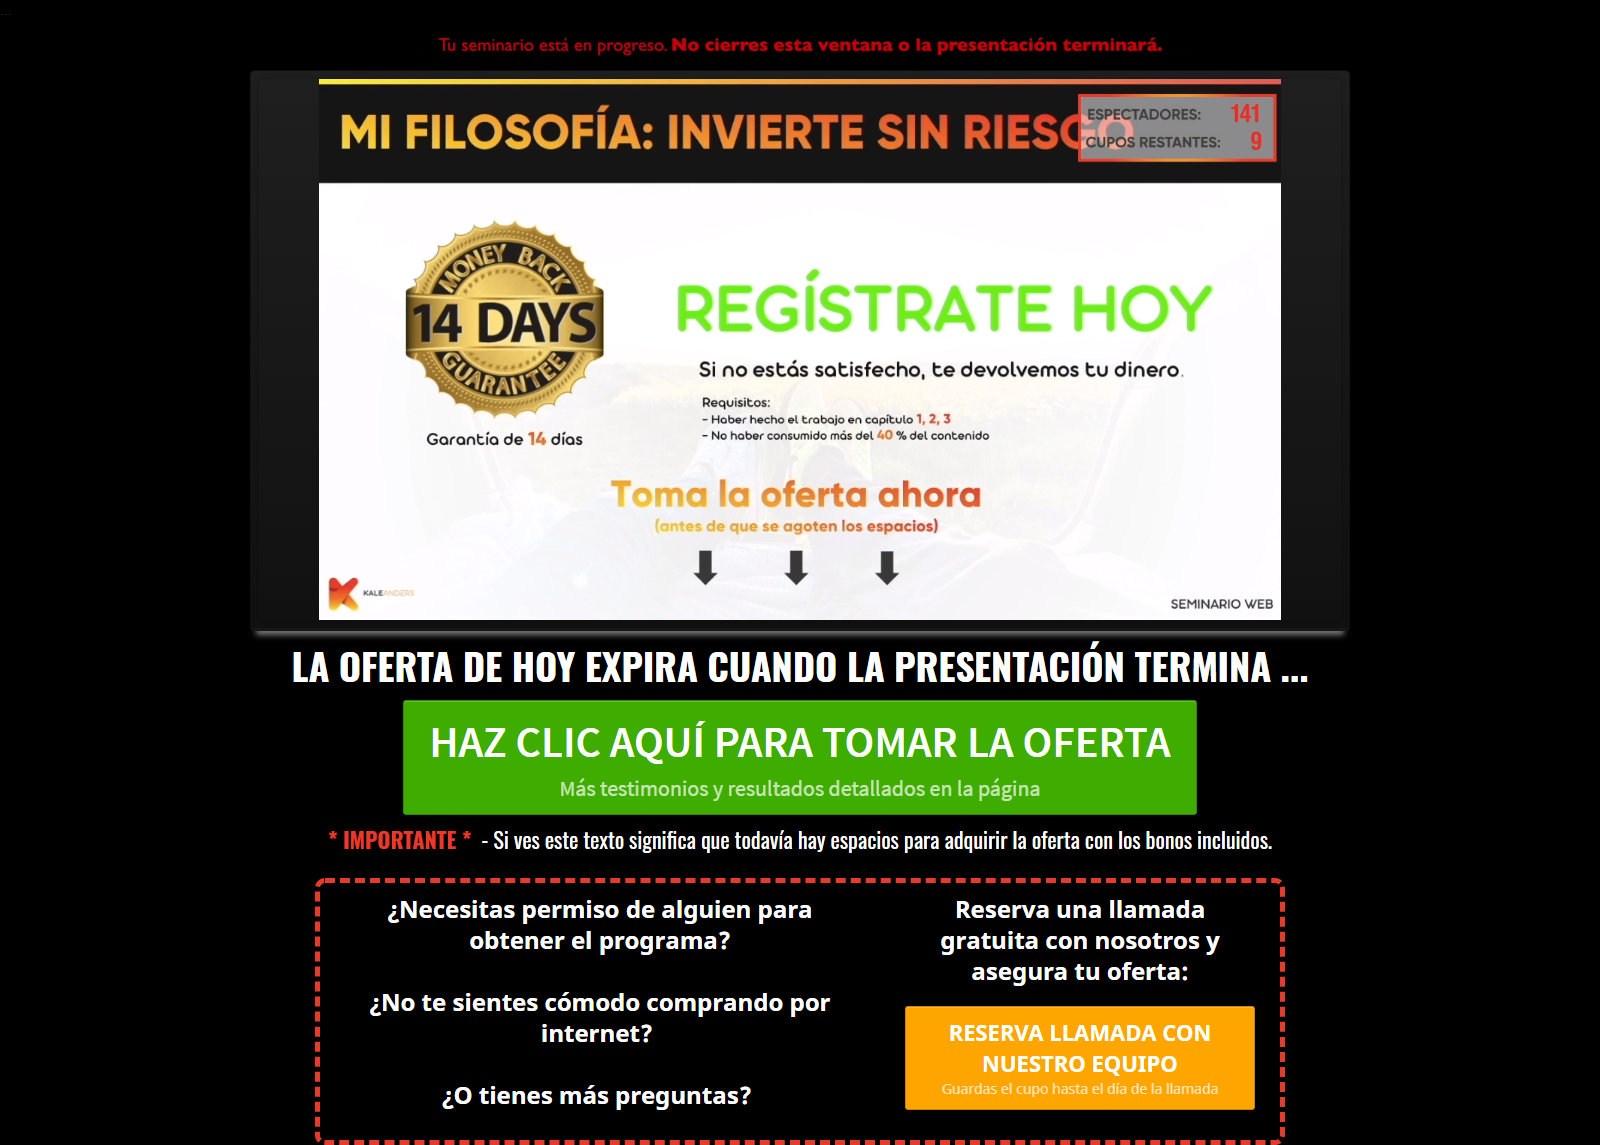 Tu seminario está en progreso. No cierres esta ventana o la presentación terminará.
MI FILOSOFÍA: INVIERTE SIN RIESGO
ESPECTADORES: 141
CUPOS RESTANTES: 9
MONEY BACK
14 DAYS
GUARANTEE
Garantía de 14 días
REGÍSTRATE HOY
Si no estás satisfecho, te devolvemos tu dinero.
Requisitos:
- Haber hecho el trabajo en capítulo 1, 2, 3
- No haber consumido más del 40 % del contenido
Toma la oferta ahora
(antes de que se agoten los espacios)
KALEANDERS
SEMINARIO WEB
LA OFERTA DE HOY EXPIRA CUANDO LA PRESENTACIÓN TERMINA ...
HAZ CLIC AQUÍ PARA TOMAR LA OFERTA
Más testimonios y resultados detallados en la página
* IMPORTANTE * - Si ves este texto significa que todavía hay espacios para adquirir la oferta con los bonos incluidos.
¿Necesitas permiso de alguien para
obtener el programa?
¿No te sientes cómodo comprando por
internet?
¿O tienes más preguntas?
Reserva una llamada
gratuita con nosotros y
asegura tu oferta:
RESERVA LLAMADA CON
NUESTRO EQUIPO
Guardas el cupo hasta el día de la llamada